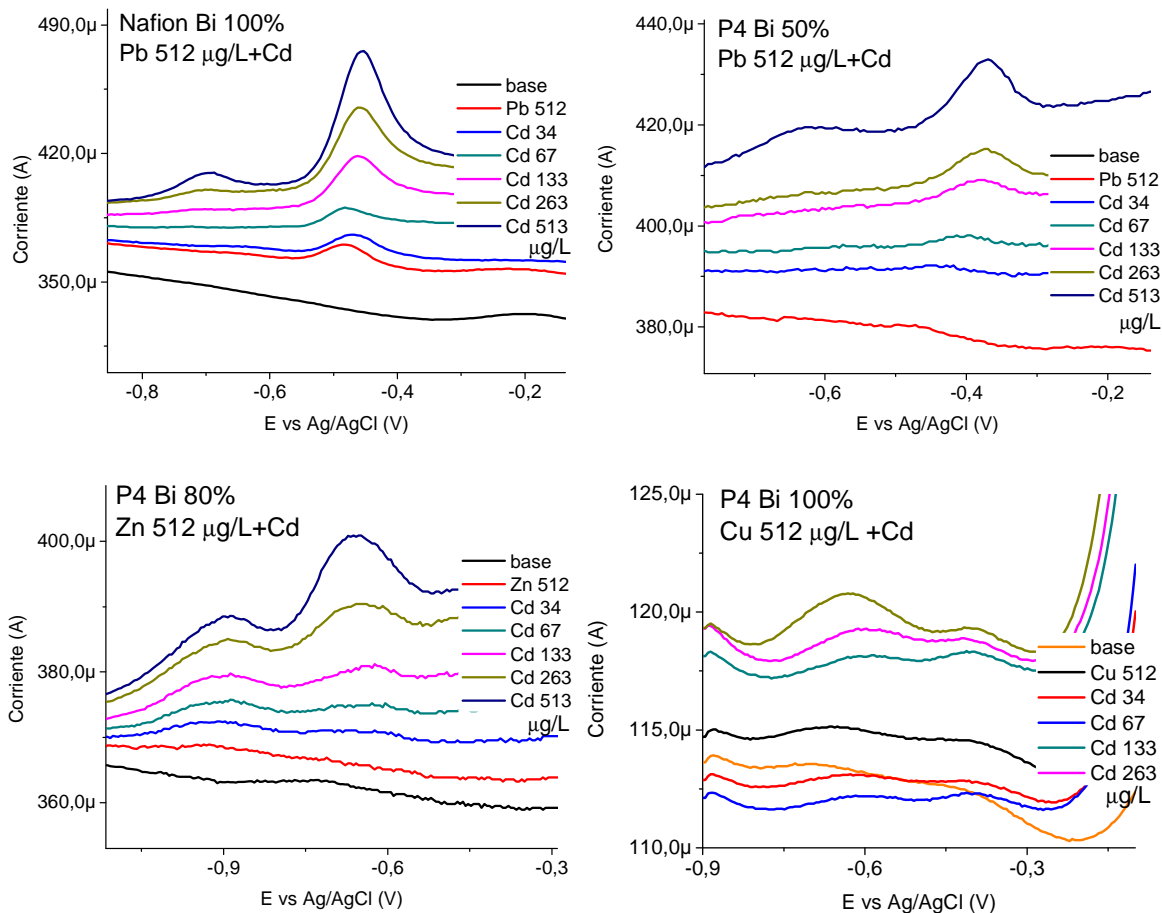 Nafion Bi 100%
Pb 512 μg/L+Cd
490,0μ
420,0μ
350,0μ
Corriente (A)
base
Pb 512
Cd 34
Cd 67
Cd 133
Cd 263
Cd 513
μg/L
-0,8
-0,6
-0,4
-0,2
E vs Ag/AgCl (V)
P4 Bi 50%
Pb 512 μg/L+Cd
440,0μ
420,0μ
400,0μ
380,0μ
Corriente (A)
base
Pb 512
Cd 34
Cd 67
Cd 133
Cd 263
Cd 513
μg/L
-0,6
-0,4
-0,2
E vs Ag/AgCl (V)
P4 Bi 80%
Zn 512 μg/L+Cd
400,0μ
380,0μ
360,0μ
Corriente (A)
base
Zn 512
Cd 34
Cd 67
Cd 133
Cd 263
Cd 513
μg/L
-0,9
-0,6
-0,3
E vs Ag/AgCl (V)
P4 Bi 100%
Cu 512 μg/L +Cd
125,0μ
120,0μ
115,0μ
110,0μ
Corriente (A)
base
Cu 512
Cd 34
Cd 67
Cd 133
Cd 263
μg/L
-0,9
-0,6
-0,3
E vs Ag/AgCl (V)